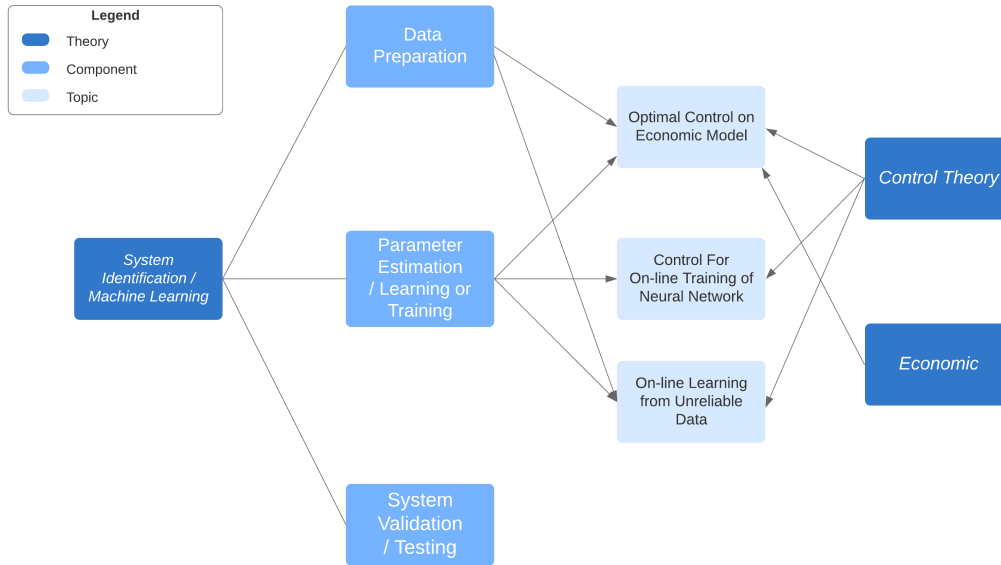 Legend
Theory
Component
Topic
Data
Preparation
Optimal Control on
Economic Model
Control Theory
System
Identification /
Machine Learning
Parameter
Estimation
/ Learning or
Training
Control For
On-line Training of
Neural Network
Economic
On-line Learning
from Unreliable
Data
System
Validation
/ Testing